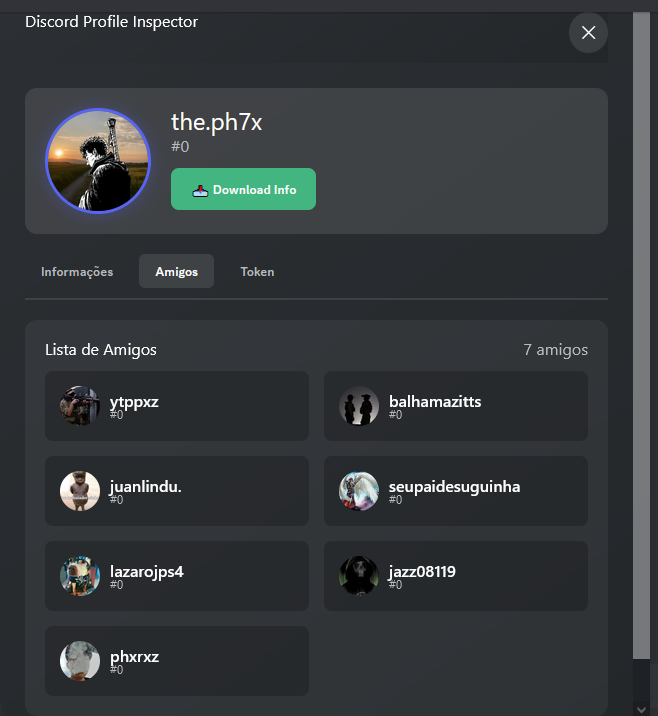 Discord Profile Inspector
the.ph7x
#0
Download Info
Informações
Amigos
Token
Lista de Amigos
7 amigos
ytppxz
#0
balhamazitts
#0
juanlindu.
#0
seupaidesuguinha
#0
lazarojps4
#0
jazz08119
#0
phxrxz
#0